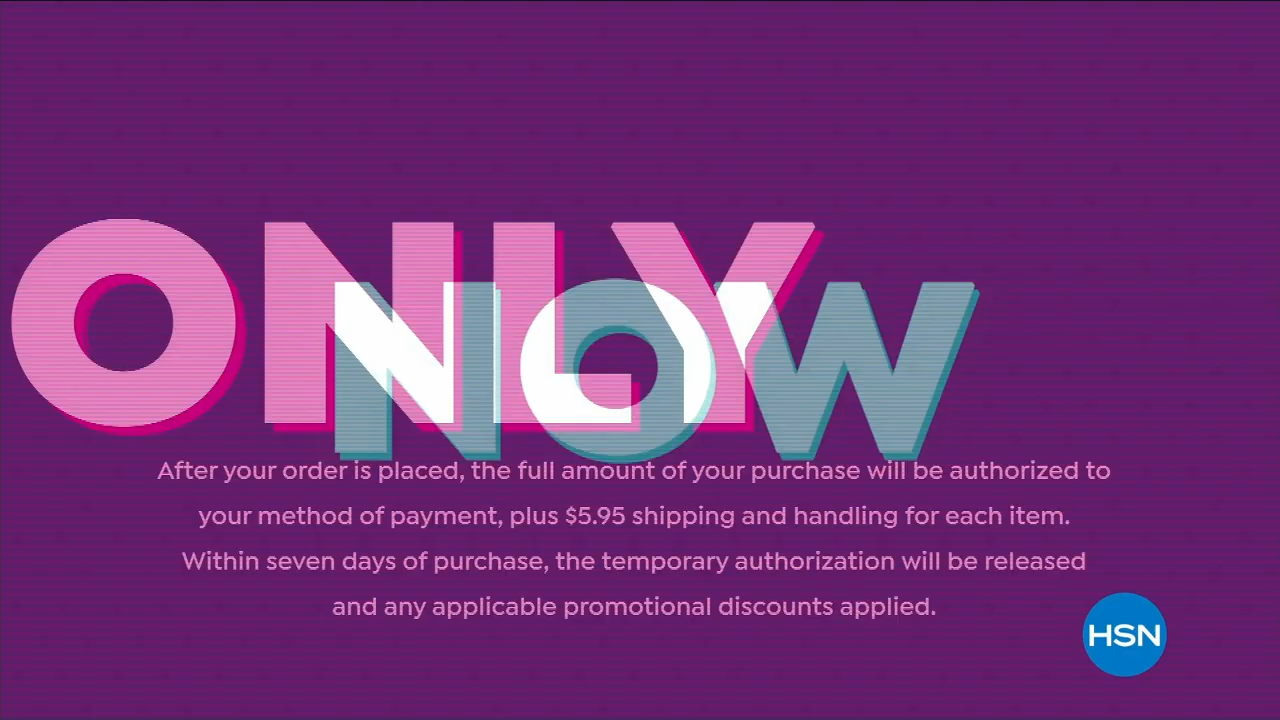 ONLY
NOW
After your order is placed, the full amount of your purchase will be authorized to
your method of payment, plus $5.95 shipping and handling for each item.
Within seven days of purchase, the temporary authorization will be released
and any applicable promotional discounts applied.
HSN